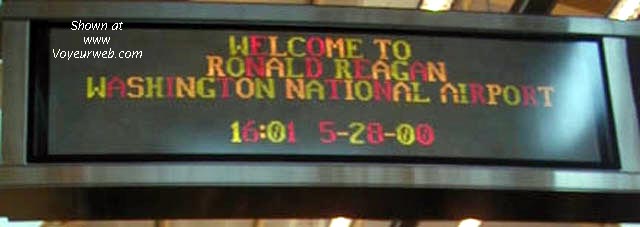 Shown at
www
Voyeurweb.com
WELCOME TO
RONALD REAGAN
WASHINGTON NATIONAL AIRPORT
16:01 5-28-00